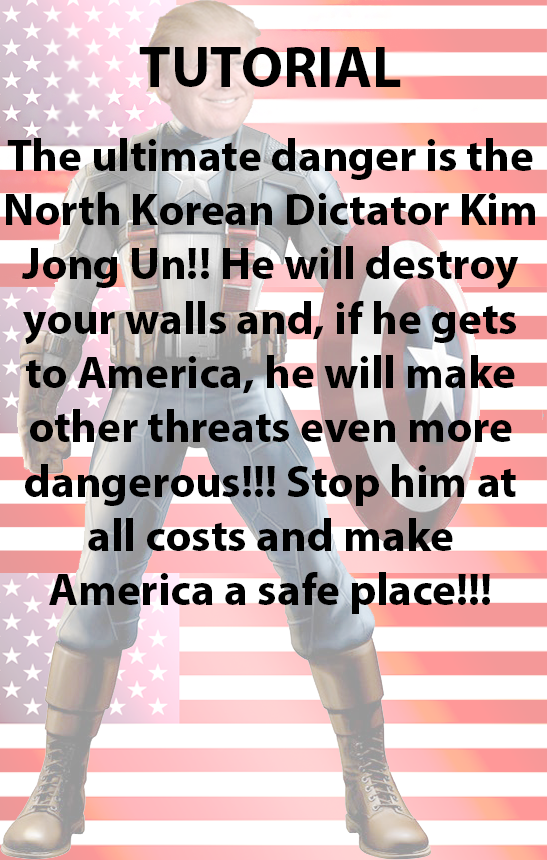 TUTORIAL
The ultimate danger is the
North Korean Dictator Kim
Jong Un!! He will destroy
your walls and, if he gets
to America, he will make
other threats even more
dangerous!!! Stop him at
all costs and make
America a safe place!!!